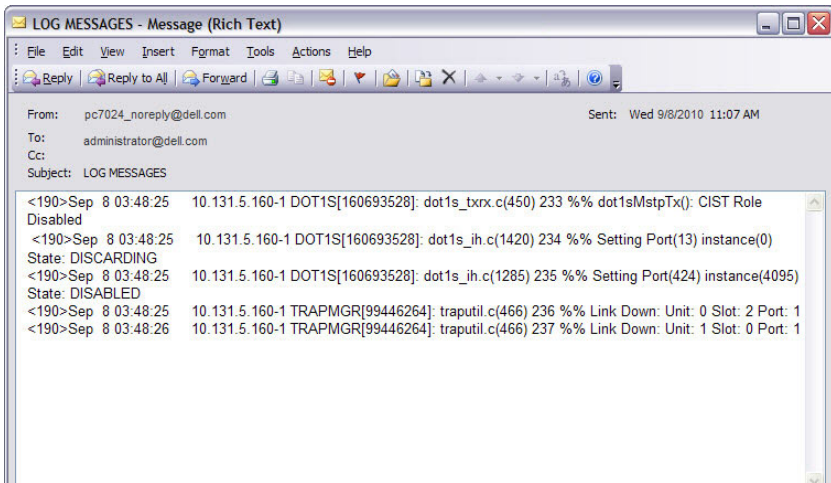 LOG MESSAGES - Message (Rich Text)
File Edit View Insert Format Tools Actions Help
Reply Reply to All Forward
From: pc7024_noreply@dell.com Sent: Wed 9/8/2010 11:07 AM
To: administrator@dell.com
Cc:
Subject: LOG MESSAGES
<190>Sep 8 03:48:25 10.131.5.160-1 DOT1S[160693528]: dot1s_txrx.c(450) 233 %% dot1sMstpTx(): CIST Role
Disabled
<190>Sep 8 03:48:25 10.131.5.160-1 DOT1S[160693528]: dot1s_ih.c(1420) 234 %% Setting Port(13) instance(0)
State: DISCARDING
<190>Sep 8 03:48:25 10.131.5.160-1 DOT1S[160693528]: dot1s_ih.c(1285) 235 %% Setting Port(424) instance(4095)
State: DISABLED
<190>Sep 8 03:48:25 10.131.5.160-1 TRAPMGR[99446264]: traputil.c(466) 236 %% Link Down: Unit: 0 Slot: 2 Port: 1
<190>Sep 8 03:48:26 10.131.5.160-1 TRAPMGR[99446264]: traputil.c(466) 237 %% Link Down: Unit: 1 Slot: 0 Port: 1